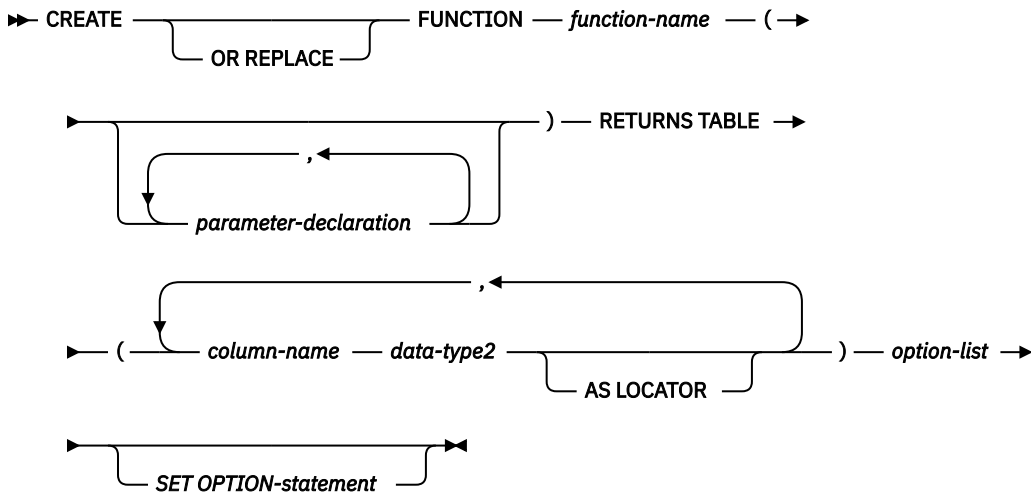 CREATE FUNCTION function-name (
OR REPLACE
) RETURNS TABLE
,
parameter-declaration
,
( column-name data-type2 ) option-list
AS LOCATOR
SET OPTION-statement